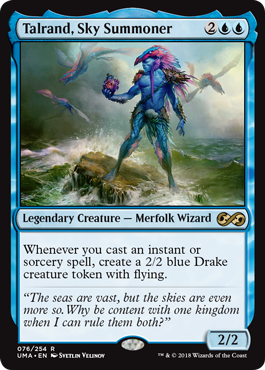 Talrand, Sky Summoner 2
Legendary Creature — Merfolk Wizard
Whenever you cast an instant or
sorcery spell, create a 2/2 blue Drake
creature token with flying.
“The seas are vast, but the skies are even
more so. Why be content with one kingdom
when I can rule them both?”
2/2
076/254 R
UMA • EN Svetlin Velinov
™ & © 2018 Wizards of the Coast